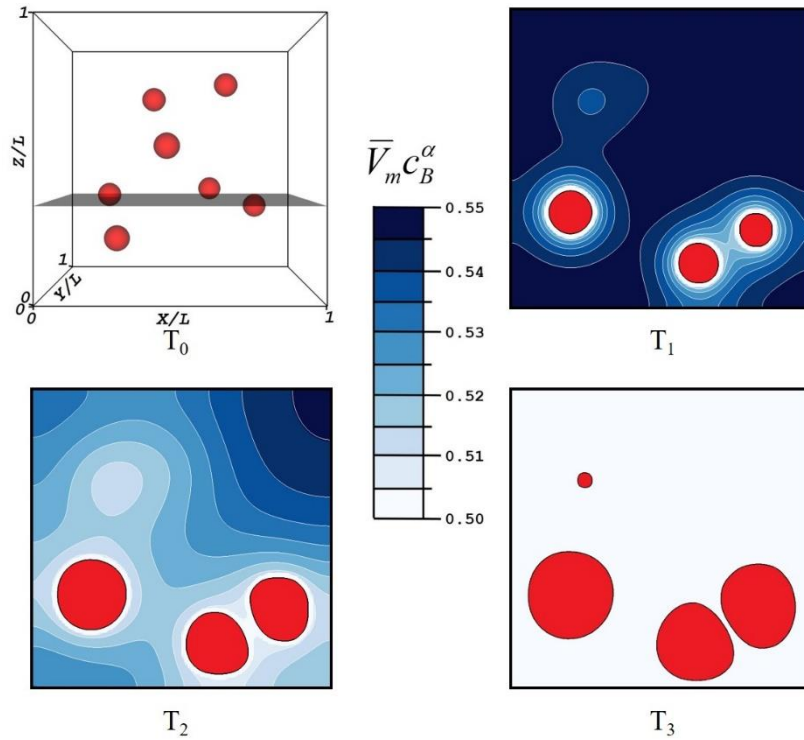 1
Z/L
0
0
1
Y/L
0
X/L
1
T₀
T₁
V̅ₘ c_B^α
0.55
0.54
0.53
0.52
0.51
0.50
T₂
T₃